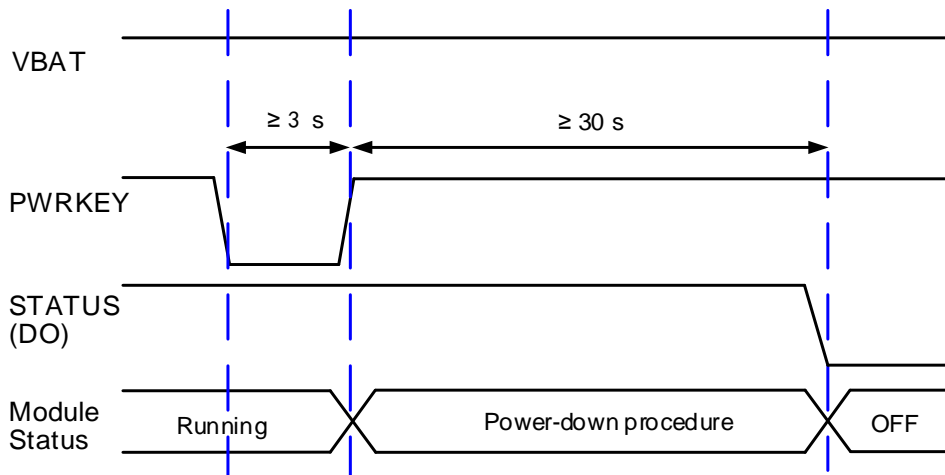 VBAT
≥ 3 s
≥ 30 s
PWRKEY
STATUS
(DO)
Module
Status
Running
Power-down procedure
OFF